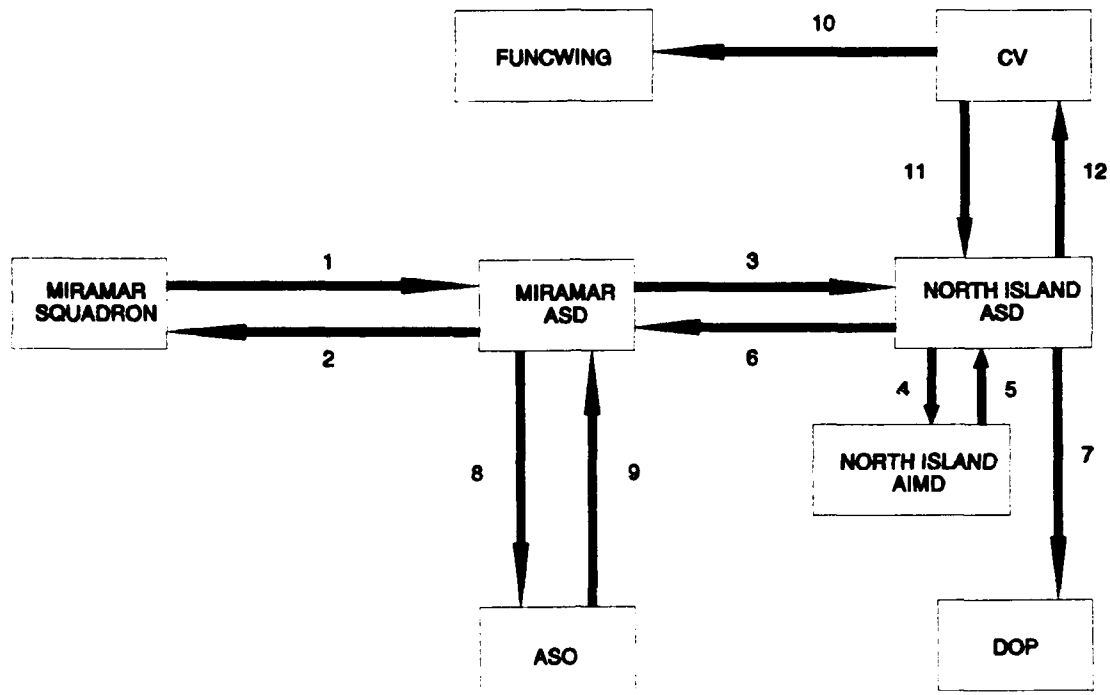 10
FUNCWING
CV
11
12
1
3
MIRAMAR
SQUADRON
MIRAMAR
ASD
NORTH ISLAND
ASD
2
6
4
5
8
9
NORTH ISLAND
AIMD
7
ASO
DOP